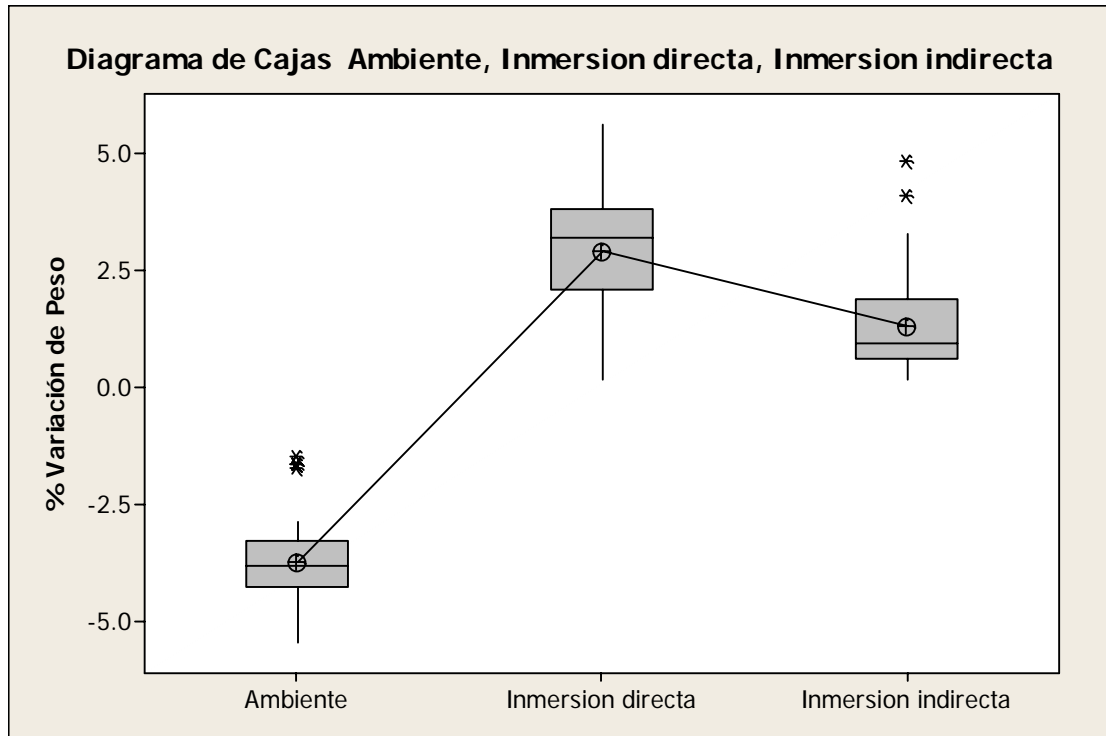 Diagrama de Cajas Ambiente, Inmersion directa, Inmersion indirecta
% Variación de Peso
5.0
2.5
0.0
-2.5
-5.0
Ambiente
Inmersion directa
Inmersion indirecta